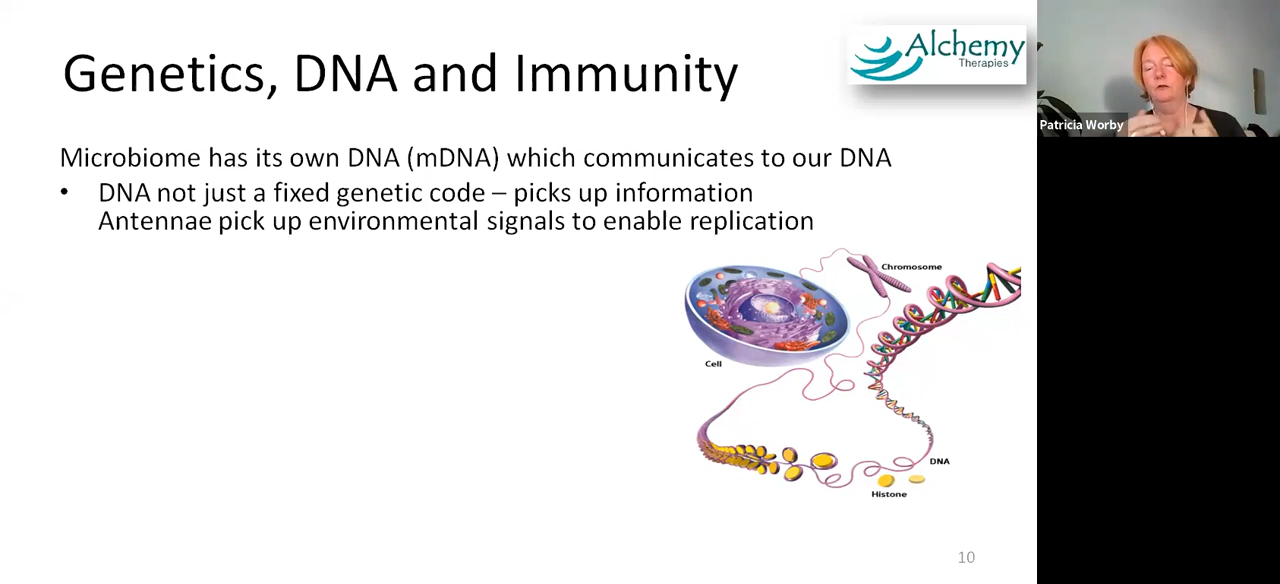 Genetics, DNA and Immunity
Alchemy
Therapies
Patricia Worby
Microbiome has its own DNA (mDNA) which communicates to our DNA
• DNA not just a fixed genetic code – picks up information
Antennae pick up environmental signals to enable replication
Chromosome
Cell
DNA
Histone
10